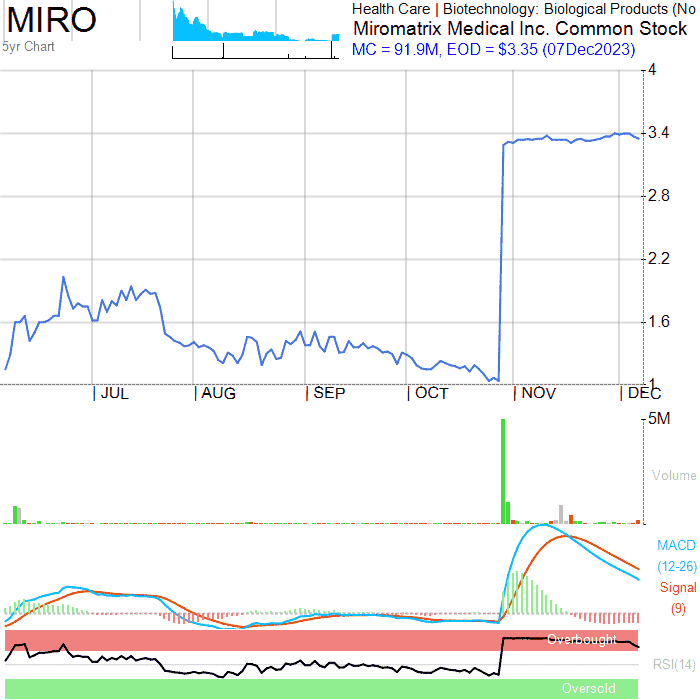 MIRO
5yr Chart
Health Care | Biotechnology: Biological Products (No
Miromatrix Medical Inc. Common Stock
MC = 91.9M, EOD = $3.35 (07Dec2023)
4
3.4
2.8
2.2
1.6
1
JUL
AUG
SEP
OCT
NOV
DEC
5M
Volume
MACD
(12-26)
Signal
(9)
Overbought
RSI(14)
Oversold